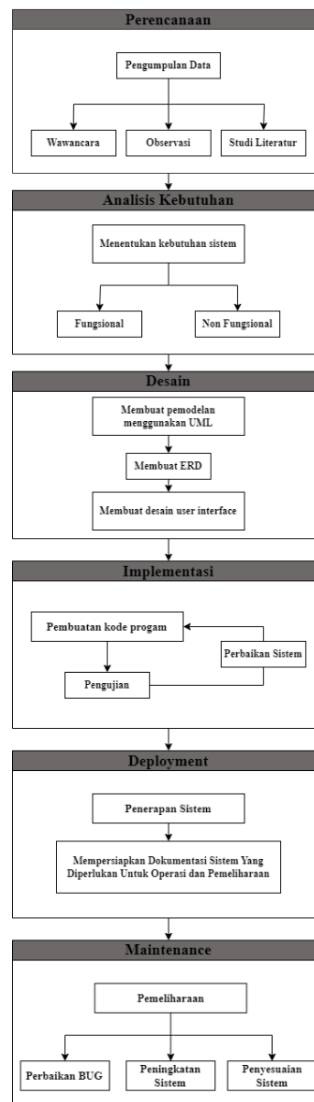 Perencanaan
Pengumpulan Data
Wawancara
Observasi
Studi Literatur
Analisis Kebutuhan
Menentukan kebutuhan sistem
Fungsional
Non Fungsional
Desain
Membuat pemodelan
menggunakan UML
Membuat ERD
Membuat desain user interface
Implementasi
Pembuatan kode progam
Perbaikan Sistem
Pengujian
Deployment
Penerapan Sistem
Mempersiapkan Dokumentasi Sistem Yang
Diperlukan Untuk Operasi dan Pemeliharaan
Maintenance
Pemeliharaan
Perbaikan BUG
Peningkatan
Sistem
Penyesuaian
Sistem